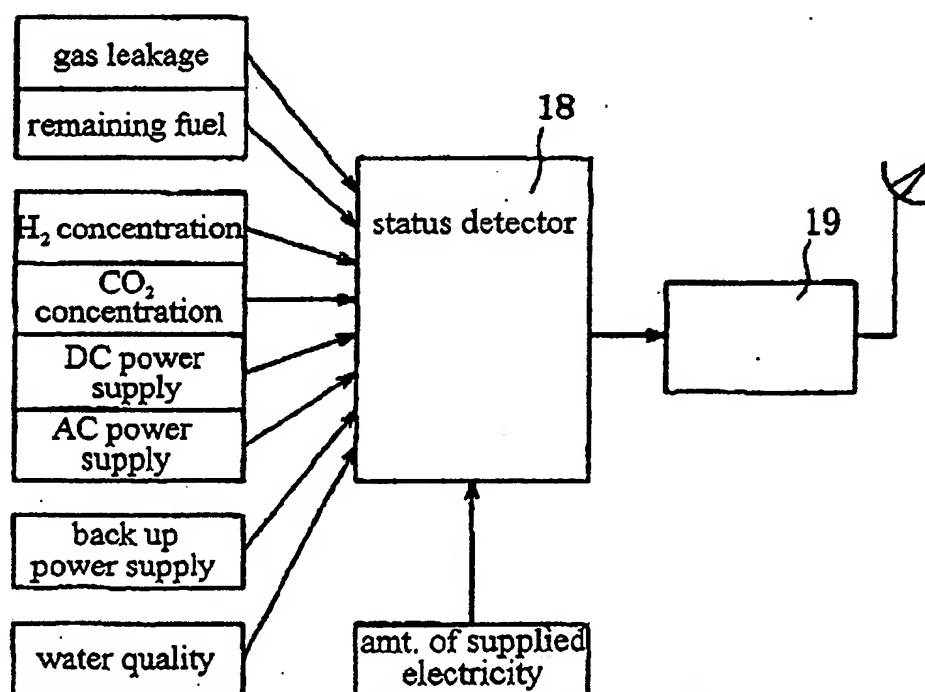 gas leakage
remaining fuel
H₂ concentration
CO₂
concentration
DC power
supply
AC power
supply
back up
power supply
water quality
18
status detector
19
amt. of supplied
electricity